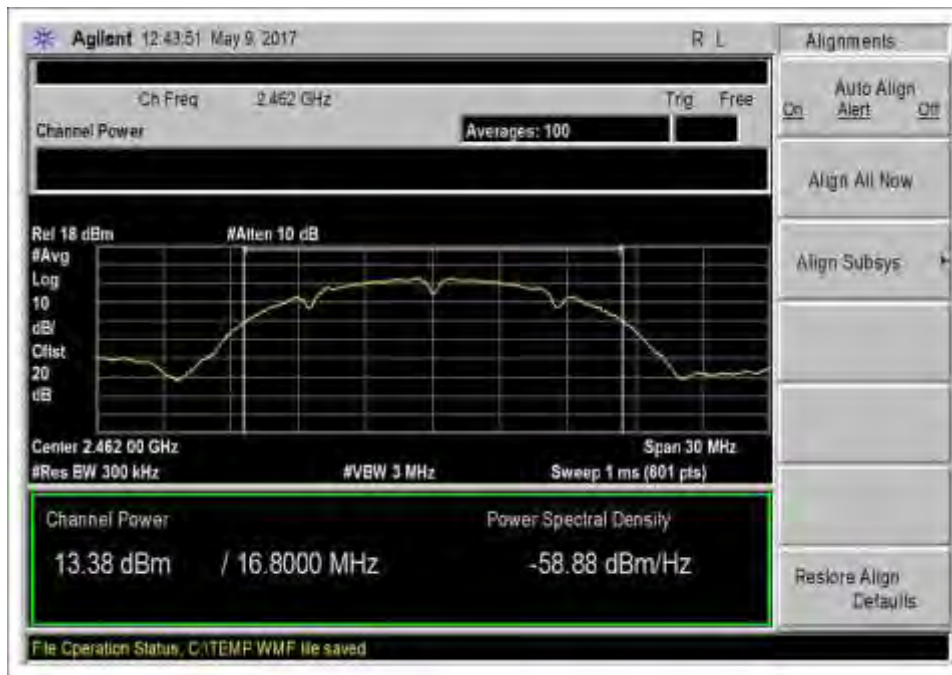 Agilent 12:43:51 May 9, 2017 R L
Ch Freq 2.462 GHz Trig Free
Channel Power Averages: 100
Ref 18 dBm #Atten 10 dB
#Avg
Log
10
dB/
Offst
20
dB
Center 2.462 00 GHz Span 30 MHz
#Res BW 300 kHz #VBW 3 MHz Sweep 1 ms (601 pts)
Channel Power Power Spectral Density
13.38 dBm / 16.8000 MHz -58.88 dBm/Hz
File Operation Status, C:\TEMP.WMF file saved
Alignments
Auto Align
On Alert Off
Align All Now
Align Subsys
Restore Align
Defaults